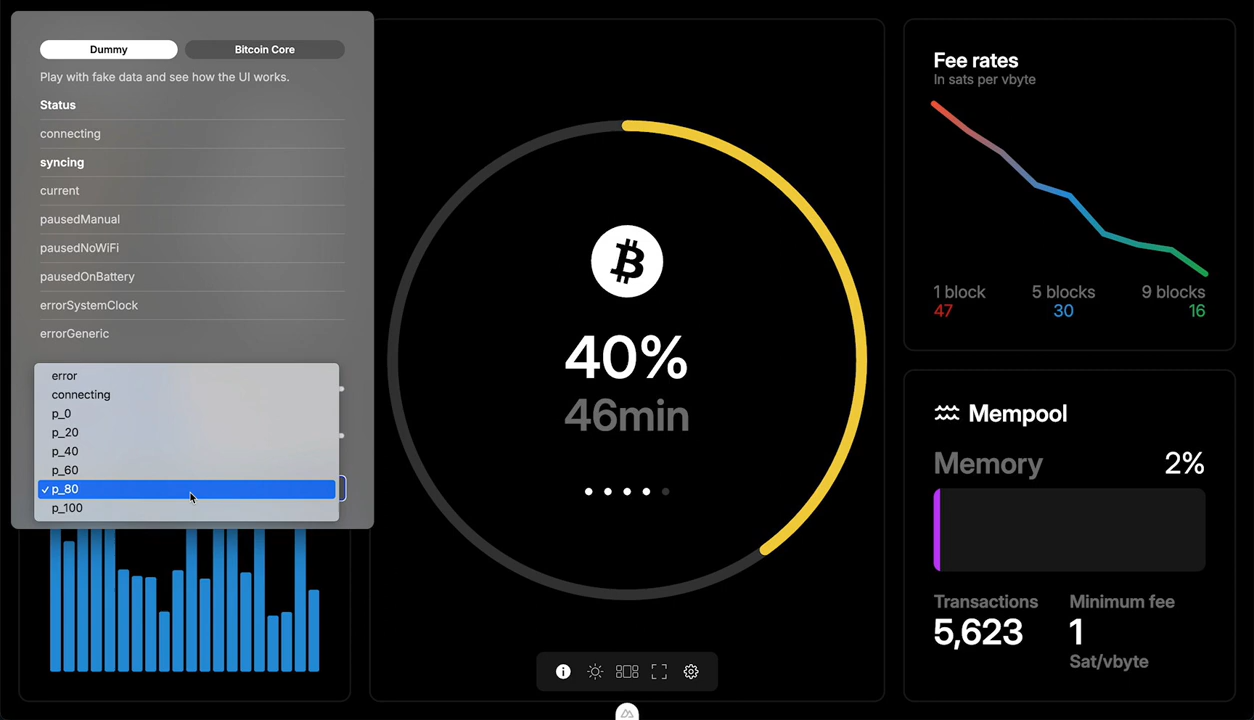 Dummy
Bitcoin Core
Play with fake data and see how the UI works.
Status
connecting
syncing
current
pausedManual
pausedNoWiFi
pausedOnBattery
errorSystemClock
errorGeneric
error
connecting
p_0
p_20
p_40
p_60
✓ p_80
p_100
40%
46min
Fee rates
In sats per vbyte
1 block 5 blocks 9 blocks
47 30 16
Mempool
Memory 2%
Transactions Minimum fee
5,623 1
Sat/vbyte